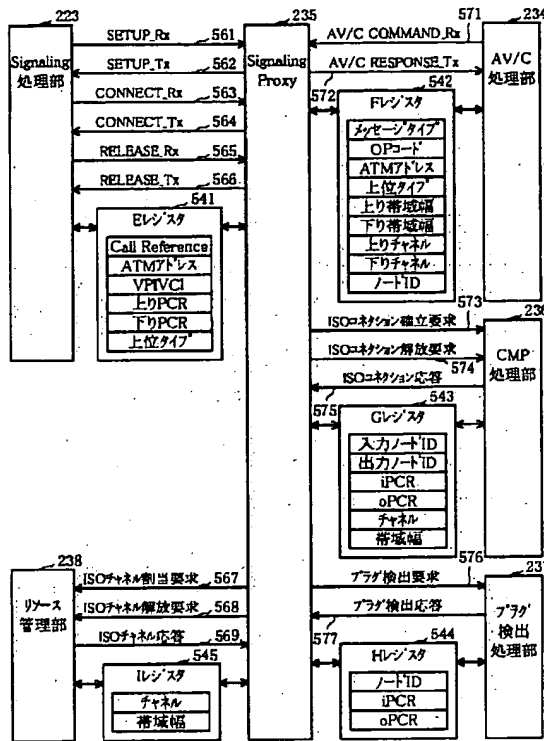 223
Signaling
処理部
SETUP_Rx
561
SETUP_Tx
562
CONNECT_Rx
563
CONNECT_Tx
564
RELEASE_Rx
565
RELEASE_Tx
566
541
Eレジスタ
Call Reference
ATMアドレス
VPIVCI
上りPCR
下りPCR
上位タイプ
235
Signaling
Proxy
AV/C COMMAND_Rx
571
AV/C RESPONSE_Tx
572
542
Fレジスタ
メッセージタイプ
OPコード
ATMアドレス
上位タイプ
上り帯域幅
下り帯域幅
上りチャネル
下りチャネル
ノードID
234
AV/C
処理部
ISOコネクション確立要求
573
ISOコネクション解放要求
574
ISOコネクション応答
575
543
Gレジスタ
入力ノードID
出力ノードID
iPCR
oPCR
チャネル
帯域幅
236
CMP
処理部
238
リソース
管理部
ISOチャネル割当要求
567
ISOチャネル解放要求
568
ISOチャネル応答
569
545
Iレジスタ
チャネル
帯域幅
プラグ検出要求
576
プラグ検出応答
577
544
Hレジスタ
ノードID
iPCR
oPCR
237
プラグ
検出
処理部